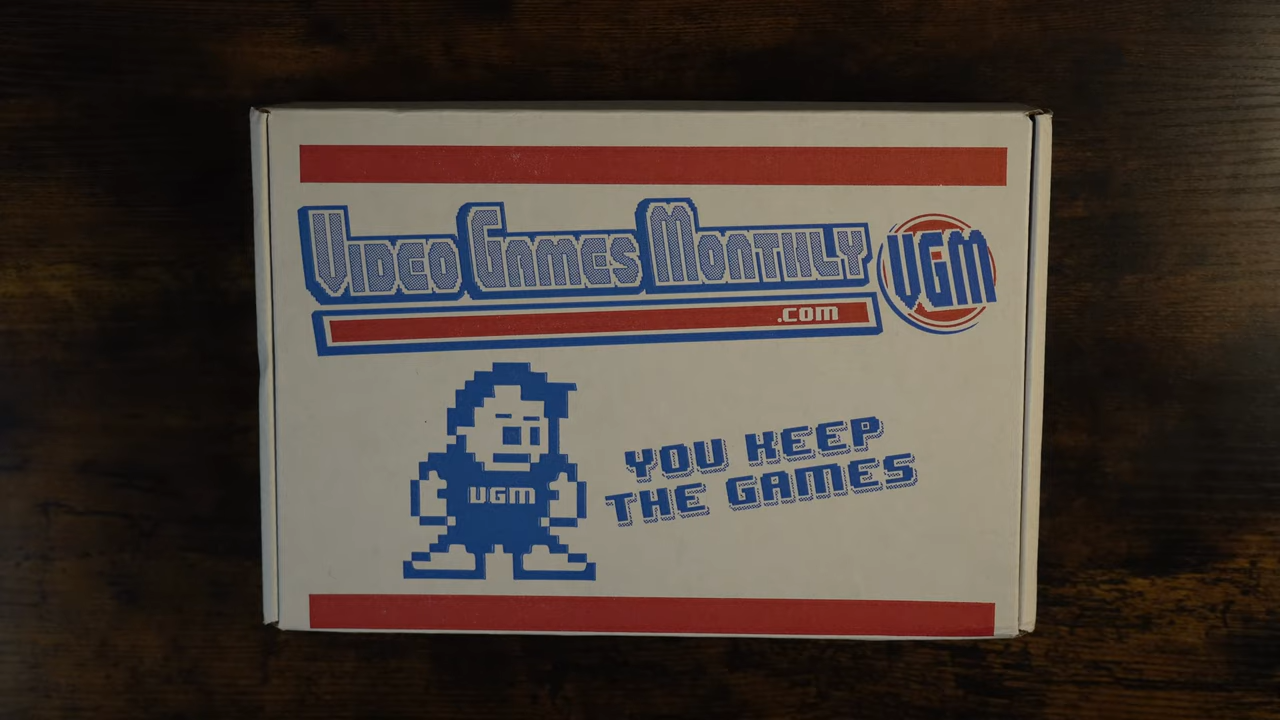 Video Games Monthly
VGM
.com
VGM
YOU KEEP
THE GAMES